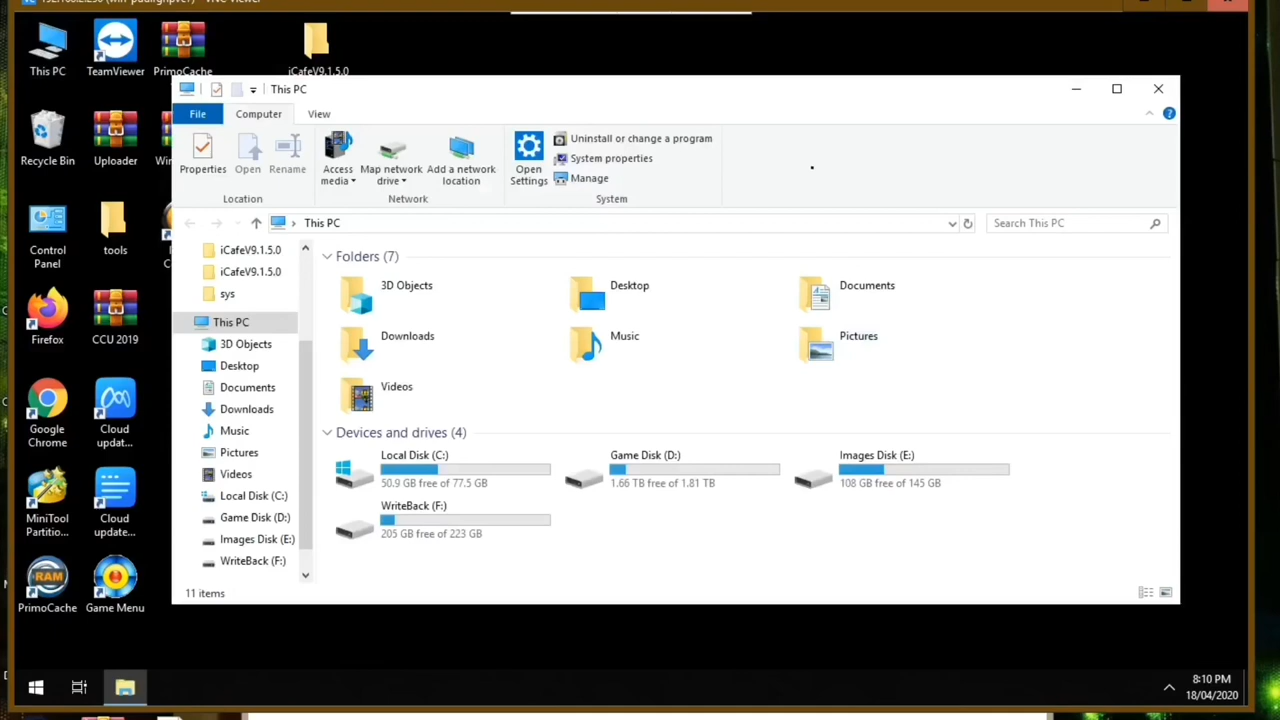 This PC
TeamViewer
PrimoCache
iCafeV9.1.5.0
This PC
File
Computer
View
Recycle Bin
Uploader
Properties
Open
Rename
Access media
Map network drive
Add a network location
Open Settings
Uninstall or change a program
System properties
Manage
Location
Network
System
This PC
Search This PC
Control Panel
tools
iCafeV9.1.5.0
iCafeV9.1.5.0
sys
This PC
3D Objects
Desktop
Documents
Downloads
Music
Pictures
Videos
Local Disk (C:)
Game Disk (D:)
Images Disk (E:)
WriteBack (F:)
Folders (7)
3D Objects
Desktop
Documents
Downloads
Music
Pictures
Videos
Devices and drives (4)
Local Disk (C:)
50.9 GB free of 77.5 GB
Game Disk (D:)
1.66 TB free of 1.81 TB
Images Disk (E:)
108 GB free of 145 GB
WriteBack (F:)
205 GB free of 223 GB
11 items
Firefox
CCU 2019
Google Chrome
Cloud updat...
MiniTool Partitio...
Cloud update...
RAM
PrimoCache
Game Menu
8:10 PM
18/04/2020